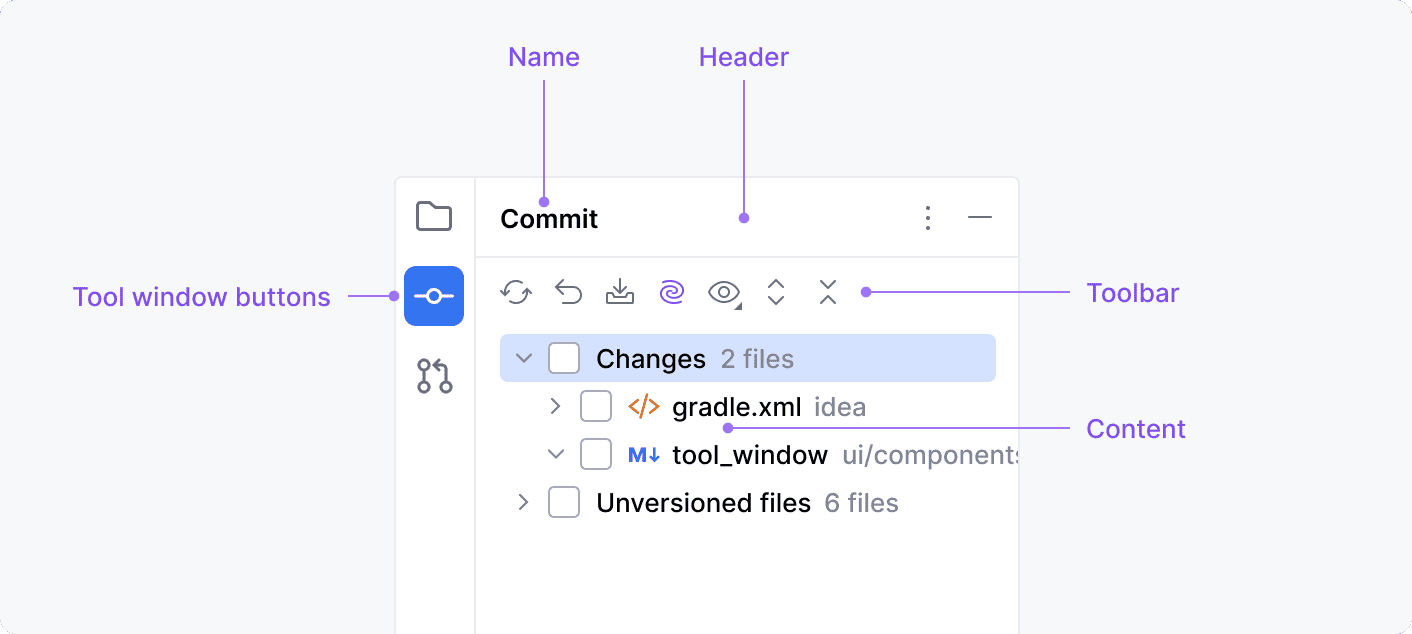 Name
Header
Commit
Tool window buttons
Toolbar
Changes 2 files
</> gradle.xml idea
Content
M↓ tool_window ui/components
Unversioned files 6 files